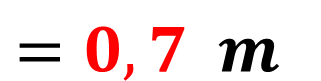 = 0,7 m